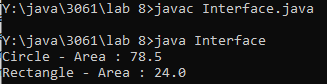 Y:\java\3061\lab 8>javac Interface.java
Y:\java\3061\lab 8>java Interface
Circle - Area : 78.5
Rectangle - Area : 24.0